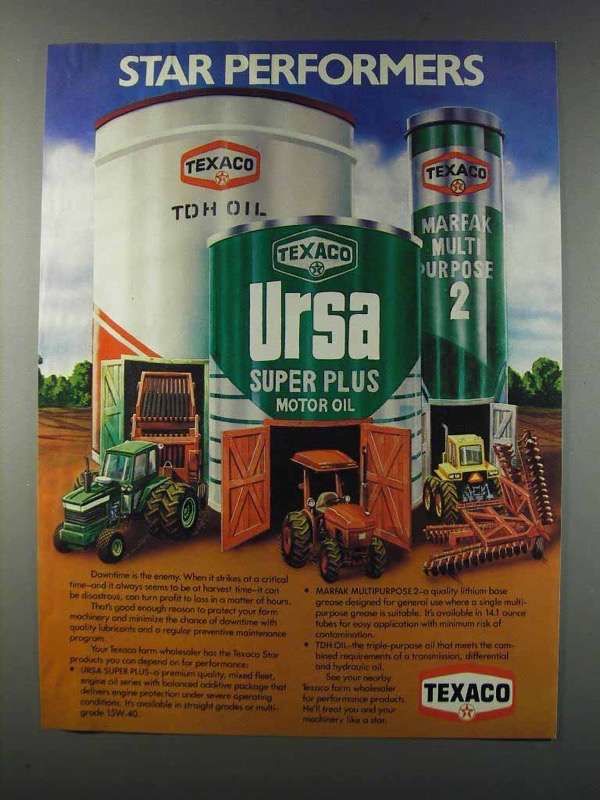 STAR PERFORMERS
TEXACO
TDH OIL
TEXACO
MARFAK
MULTI
PURPOSE
2
TEXACO
Ursa
SUPER PLUS
MOTOR OIL
Downtime is the enemy. When it strikes at a critical
time–and it always seems to be at harvest time–it can
be disastrous, can turn profit to loss in a matter of hours.
That's good enough reason to protect your farm
machinery and minimize the chance of downtime with
quality lubricants and a regular preventive maintenance
program.
Your Texaco farm wholesaler has the Texaco Star
products you can depend on for performance:
• URSA SUPER PLUS–a premium quality, mixed fleet,
engine oil series with balanced additive package that
delivers engine protection under severe operating
conditions. It's available in straight grades or multi-
grade 15W-40.
• MARFAK MULTIPURPOSE 2–a quality lithium base
grease designed for general use where a single multi-
purpose grease is suitable. It's available in 14.1 ounce
tubes for easy application with minimum risk of
contamination.
• TDH OIL–the triple-purpose oil that meets the com-
bined requirements of a transmission, differential
and hydraulic oil.
See your nearby
Texaco farm wholesaler
for performance products.
He'll treat you and your
machinery like a star.
TEXACO